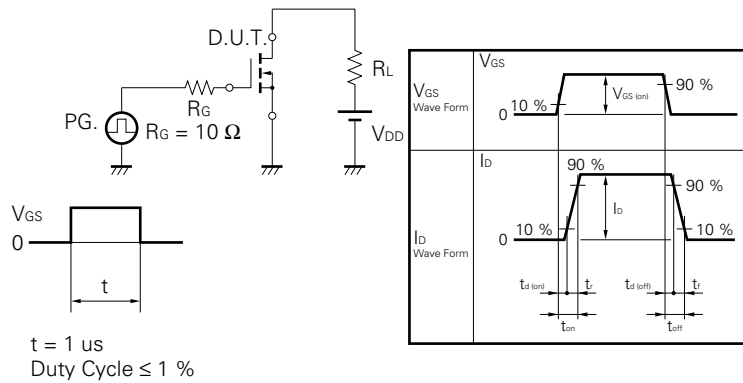 D.U.T.
RL
RG
PG.
RG = 10 Ω
VDD
VGS
0
t
t = 1 us
Duty Cycle ≤ 1 %
VGS
Wave Form
VGS
10 %
VGS (on)
90 %
0
ID
Wave Form
ID
90 %
90 %
ID
10 %
10 %
0
td (on)
tr
td (off)
tf
ton
toff